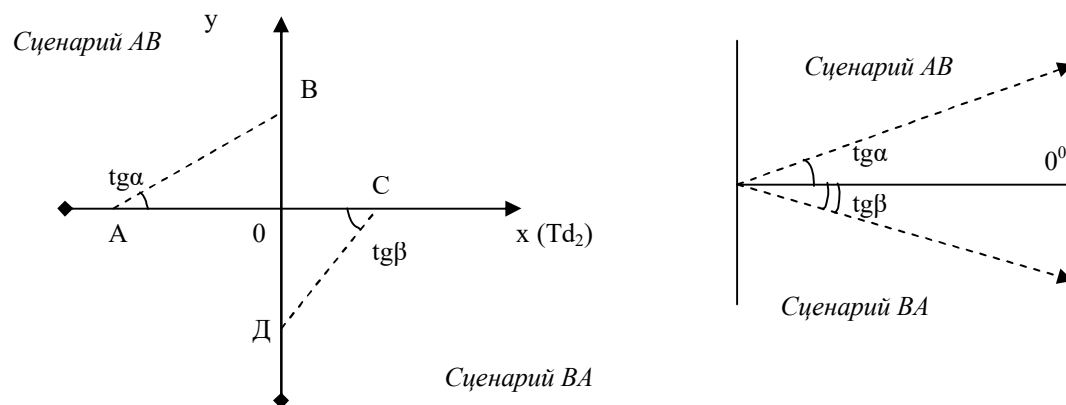 y
Сценарий АВ
В
tgα
С
А
0
x (Td₂)
tgβ
Д
Сценарий ВА
Сценарий АВ
tgα
0⁰
tgβ
Сценарий ВА